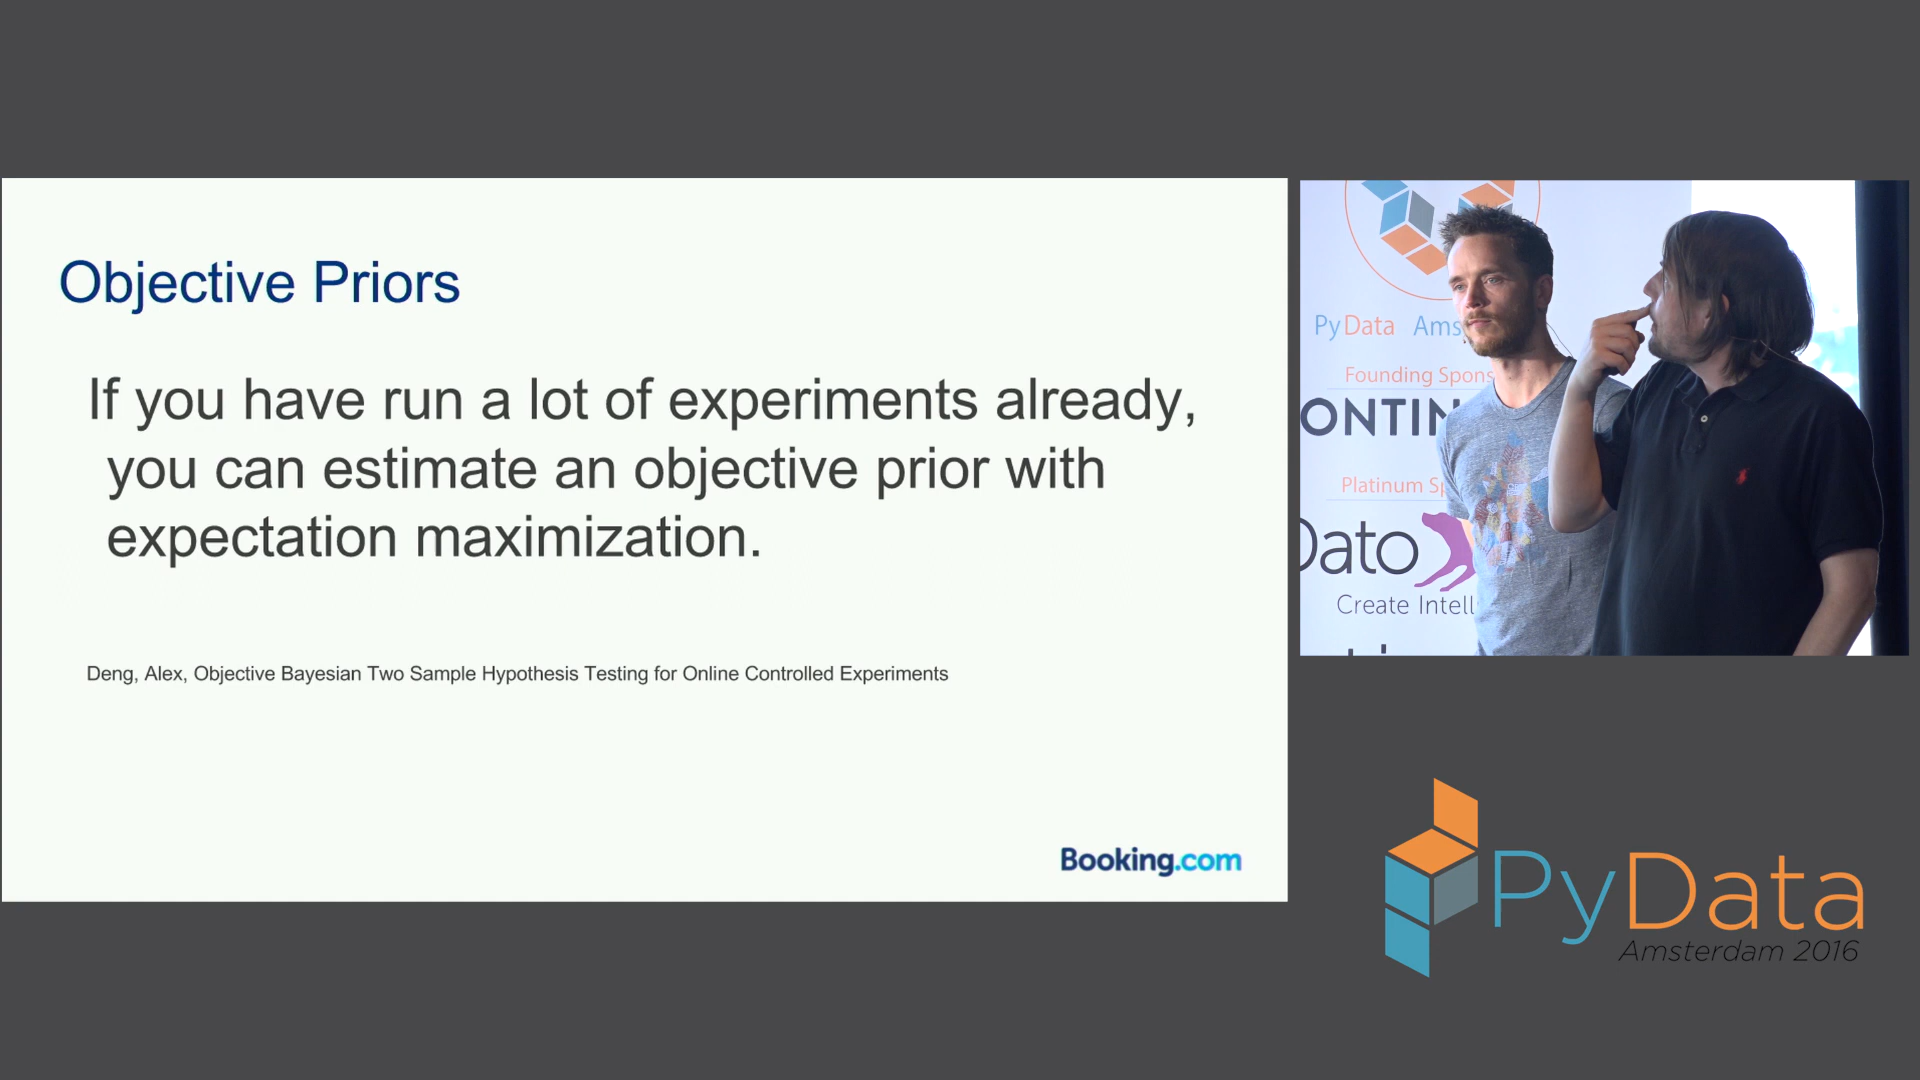 Objective Priors
If you have run a lot of experiments already,
you can estimate an objective prior with
expectation maximization.
Deng, Alex, Objective Bayesian Two Sample Hypothesis Testing for Online Controlled Experiments
Booking.com
PyData Ams
Founding Spons
ONTIN
Platinum Sp
Dato
Create Intell
PyData
Amsterdam 2016